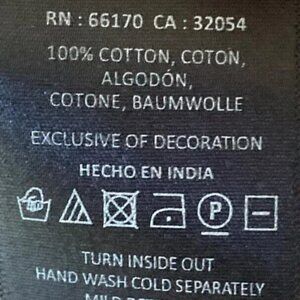 RN : 66170 CA : 32054
100% COTTON, COTON,
ALGODÓN,
COTONE, BAUMWOLLE
EXCLUSIVE OF DECORATION
HECHO EN INDIA
P
TURN INSIDE OUT
HAND WASH COLD SEPARATELY